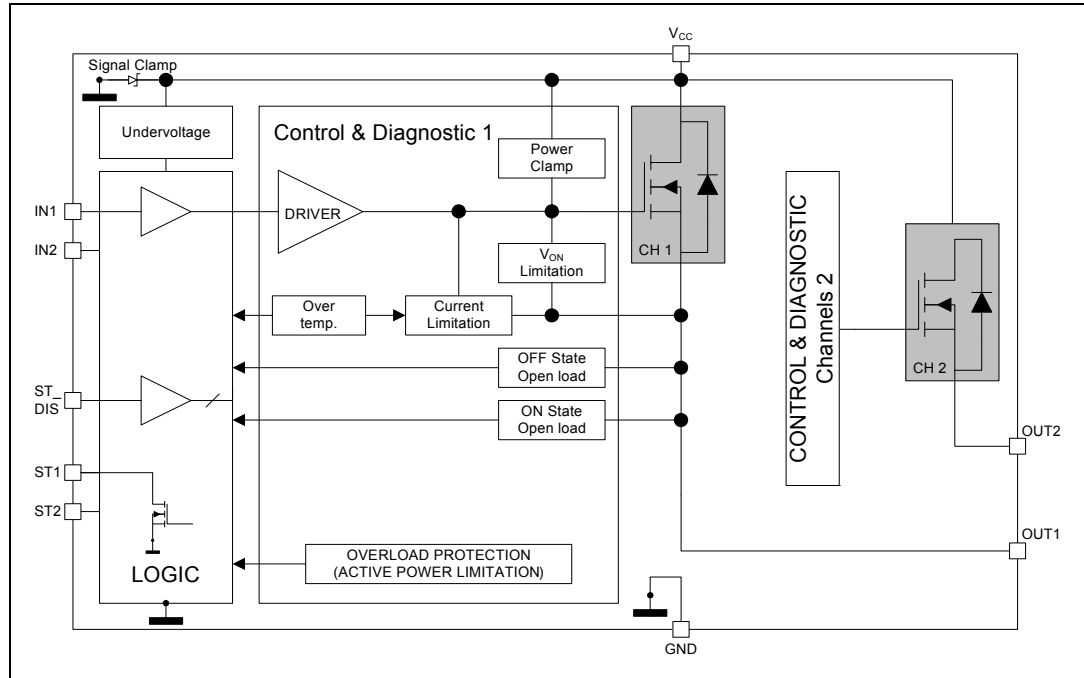 VCC
Signal Clamp
Undervoltage
Control & Diagnostic 1
Power
Clamp
IN1
DRIVER
IN2
CH 1
VON
Limitation
Over
temp.
Current
Limitation
CONTROL & DIAGNOSTIC
Channels 2
CH 2
OFF State
Open load
ST_
DIS
ON State
Open load
OUT2
ST1
ST2
OUT1
OVERLOAD PROTECTION
(ACTIVE POWER LIMITATION)
LOGIC
GND